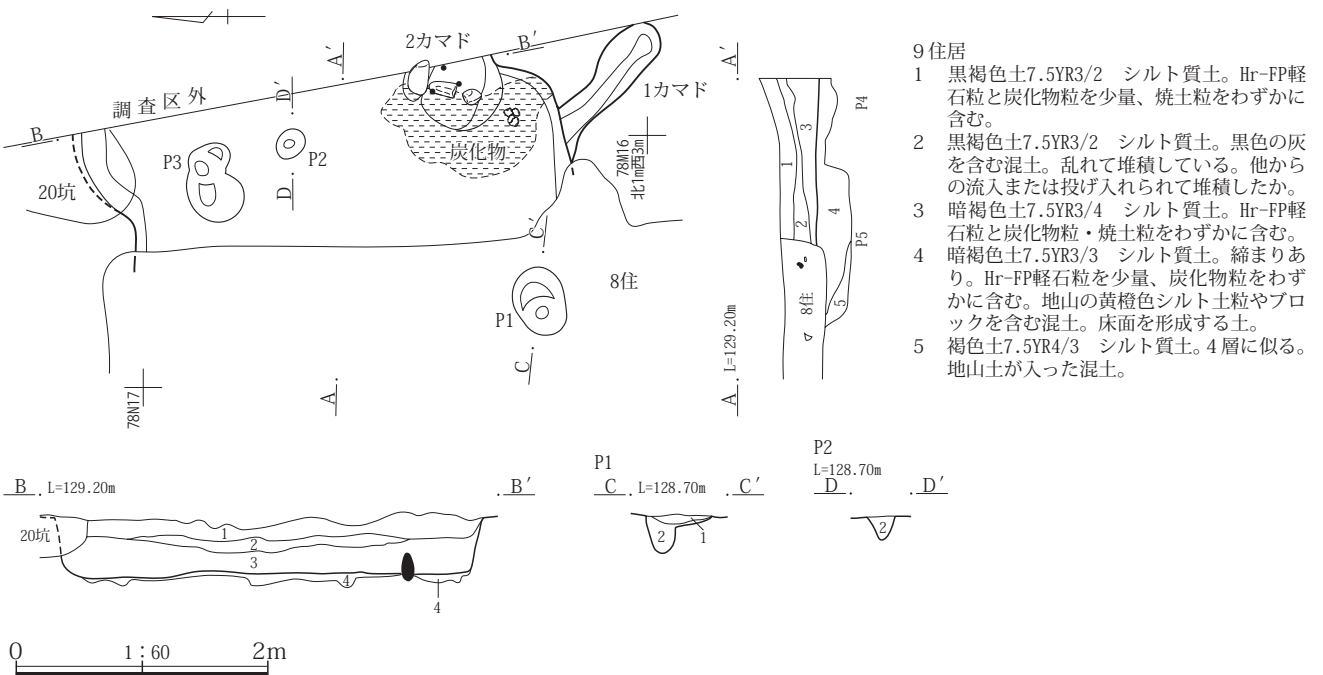 2カマド
B′
A′
D′
1カマド
調査区外
B
20坑
P3
P2
D
炭化物
78M16
北1m西3m
C′
8住
P1
C
78N17
A
A′
P4
1
3
2
4
P5
8住
5
L=129.20m
A
9住居
1 黒褐色土7.5YR3/2 シルト質土。Hr-FP軽
石粒と炭化物粒を少量、焼土粒をわずかに
含む。
2 黒褐色土7.5YR3/2 シルト質土。黒色の灰
を含む混土。乱れて堆積している。他から
の流入または投げ入れられて堆積したか。
3 暗褐色土7.5YR3/4 シルト質土。Hr-FP軽
石粒と炭化物粒・焼土粒をわずかに含む。
4 暗褐色土7.5YR3/3 シルト質土。締まりあ
り。Hr-FP軽石粒を少量、炭化物粒をわず
かに含む。地山の黄橙色シルト土粒やブロ
ックを含む混土。床面を形成する土。
5 褐色土7.5YR4/3 シルト質土。4層に似る。
地山土が入った混土。
B L=129.20m B′
20坑
1
2
3
4
4
P1
C L=128.70m C′
2
1
P2
L=128.70m
D D′
2
0 1:60 2m